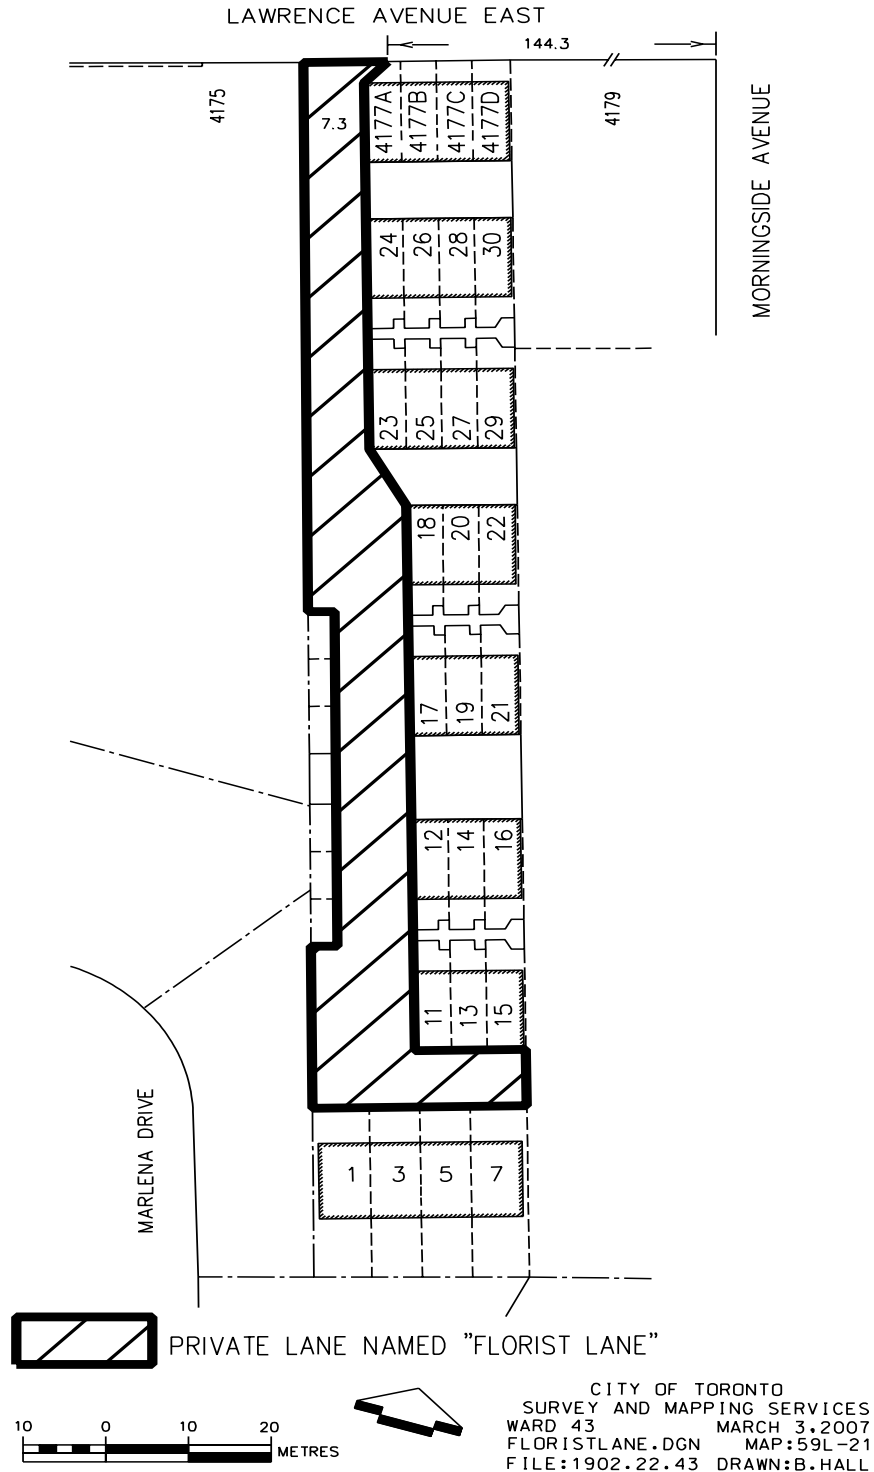 LAWRENCE AVENUE EAST
144.3
4175
7.3
4177A
4177B
4177C
4177D
4179
MORNINGSIDE AVENUE
24
26
28
30
23
25
27
29
18
20
22
17
19
21
12
14
16
11
13
15
MARLENA DRIVE
1 3 5 7
PRIVATE LANE NAMED "FLORIST LANE"
10 0 10 20
METRES
CITY OF TORONTO
SURVEY AND MAPPING SERVICES
WARD 43 MARCH 3,2007
FLORISTLANE.DGN MAP:59L-21
FILE:1902.22.43 DRAWN:B.HALL